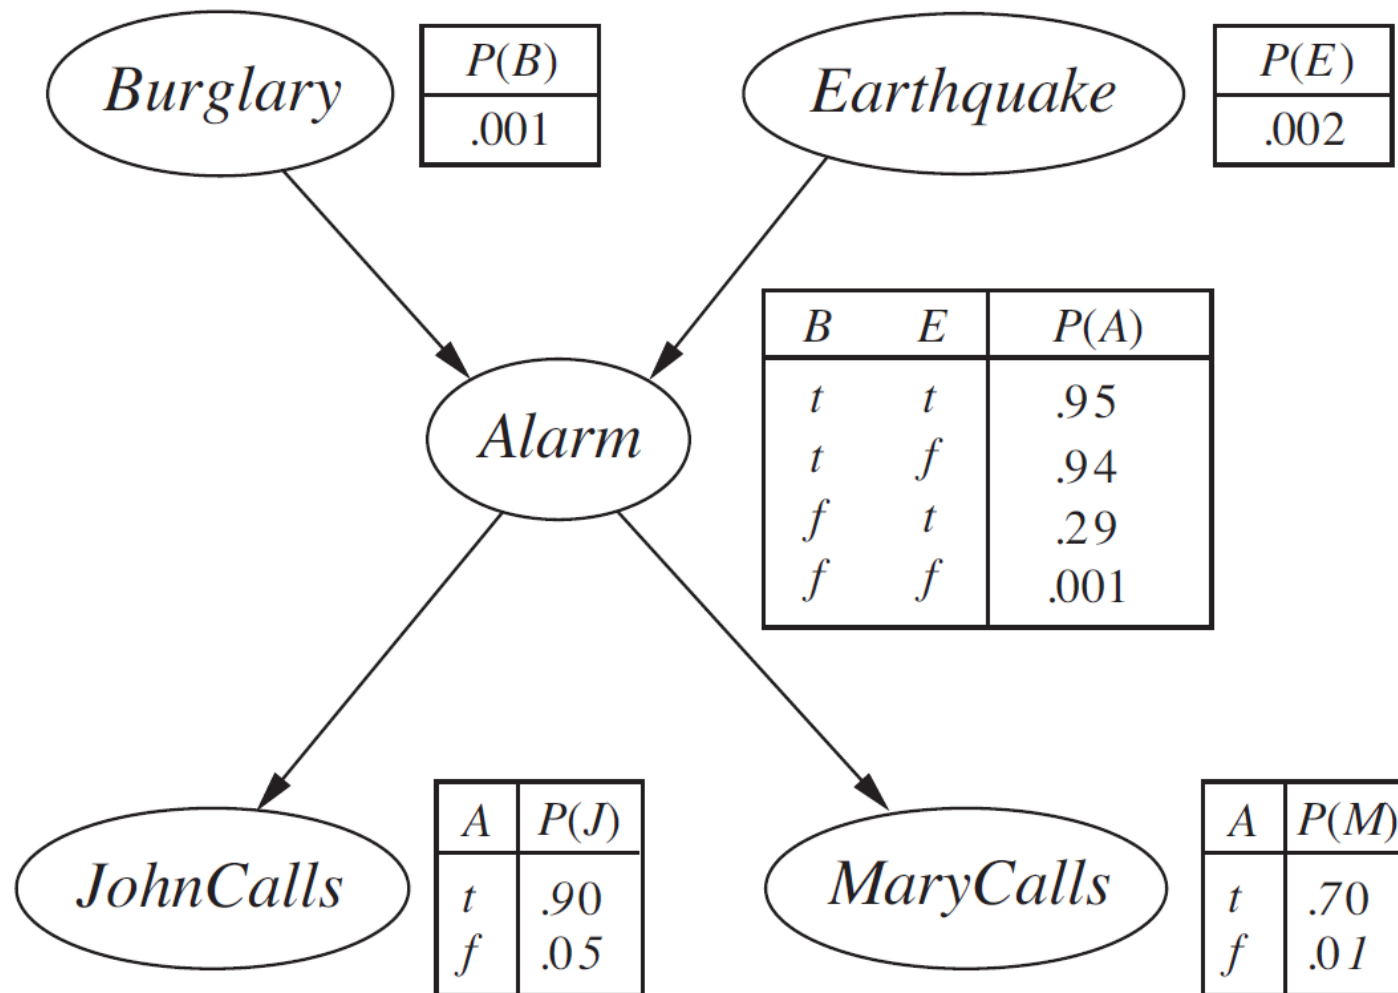 Burglary
P(B)
.001
Earthquake
P(E)
.002
B E P(A)
t t .95
t f .94
f t .29
f f .001
Alarm
JohnCalls
A P(J)
t .90
f .05
MaryCalls
A P(M)
t .70
f .01